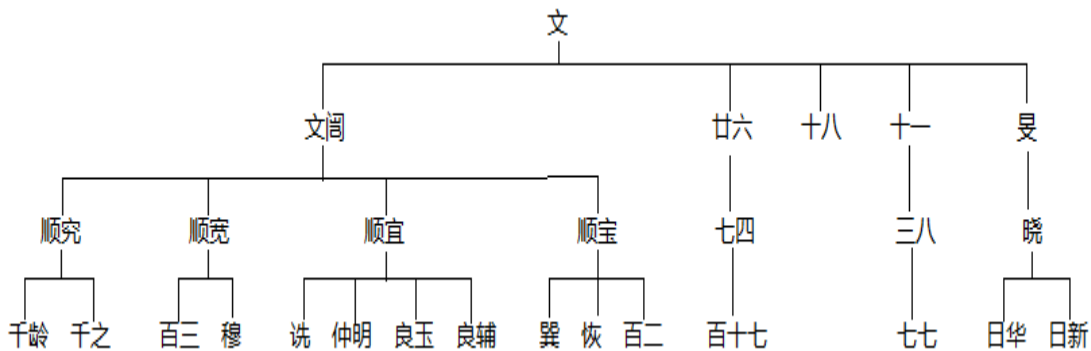 文
文訚 廿六 十八 十一 旻
顺究 顺宽 顺宜 顺宝 七四 三八 晓
千龄 千之 百三 穆 诜 仲明 良玉 良辅 巽 恢 百二 百十七 七七 日华 日新